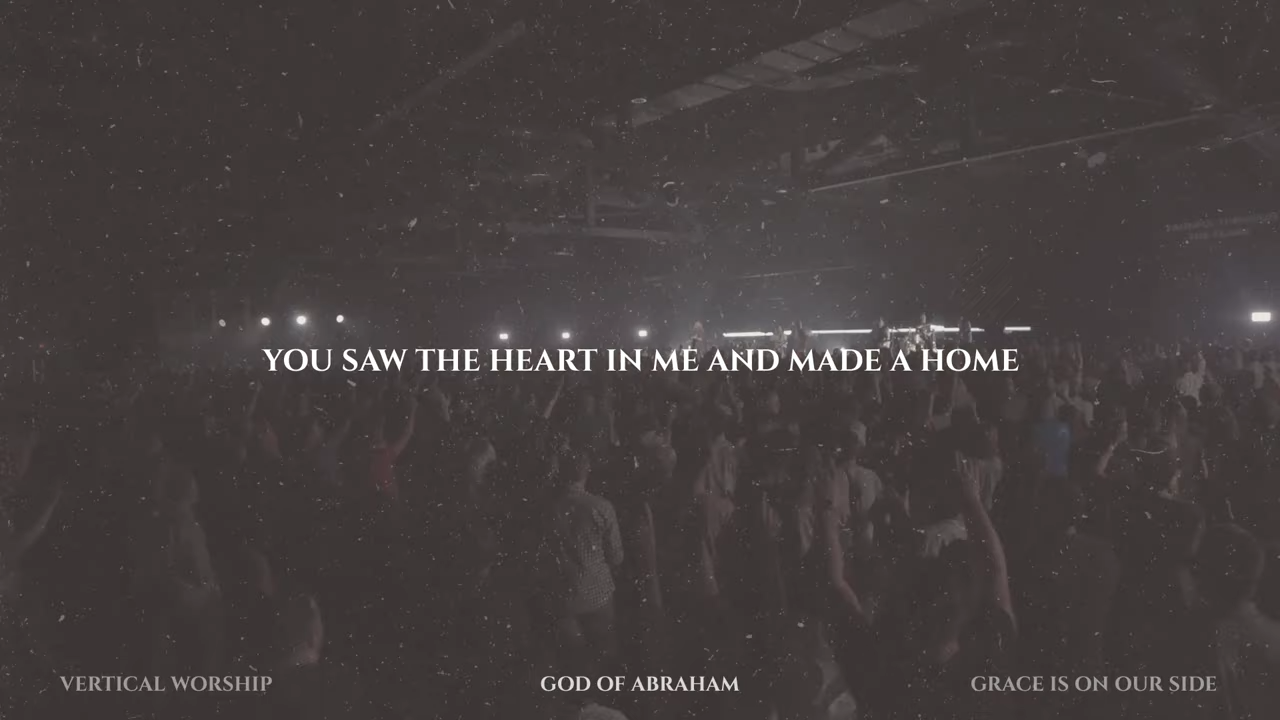 YOU SAW THE HEART IN ME AND MADE A HOME
VERTICAL WORSHIP
GOD OF ABRAHAM
GRACE IS ON OUR SIDE